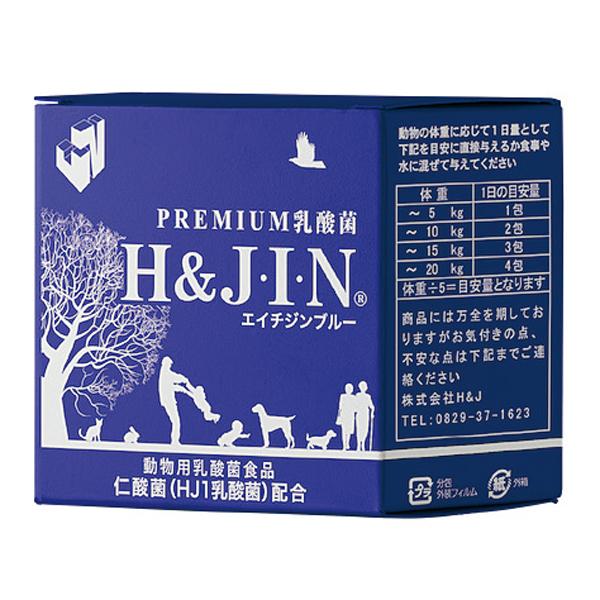 PREMIUM乳酸菌
H&J·I·N®
エイチジンブルー
動物用乳酸菌食品
仁酸菌(HJ1乳酸菌)配合
動物の体重に応じて1日量として
下記を目安に直接与えるか食事や
水に混ぜて与えてください
体重 1日の目安量
~ 5 kg 1包
~ 10 kg 2包
~ 15 kg 3包
~ 20 kg 4包
体重÷5=目安量となります
商品には万全を期してお
りますがお気付きの点、
不安な点は下記までご連
絡ください
株式会社H&J
TEL: 0829-37-1623
プラ 分包
外装フィルム
紙 外箱